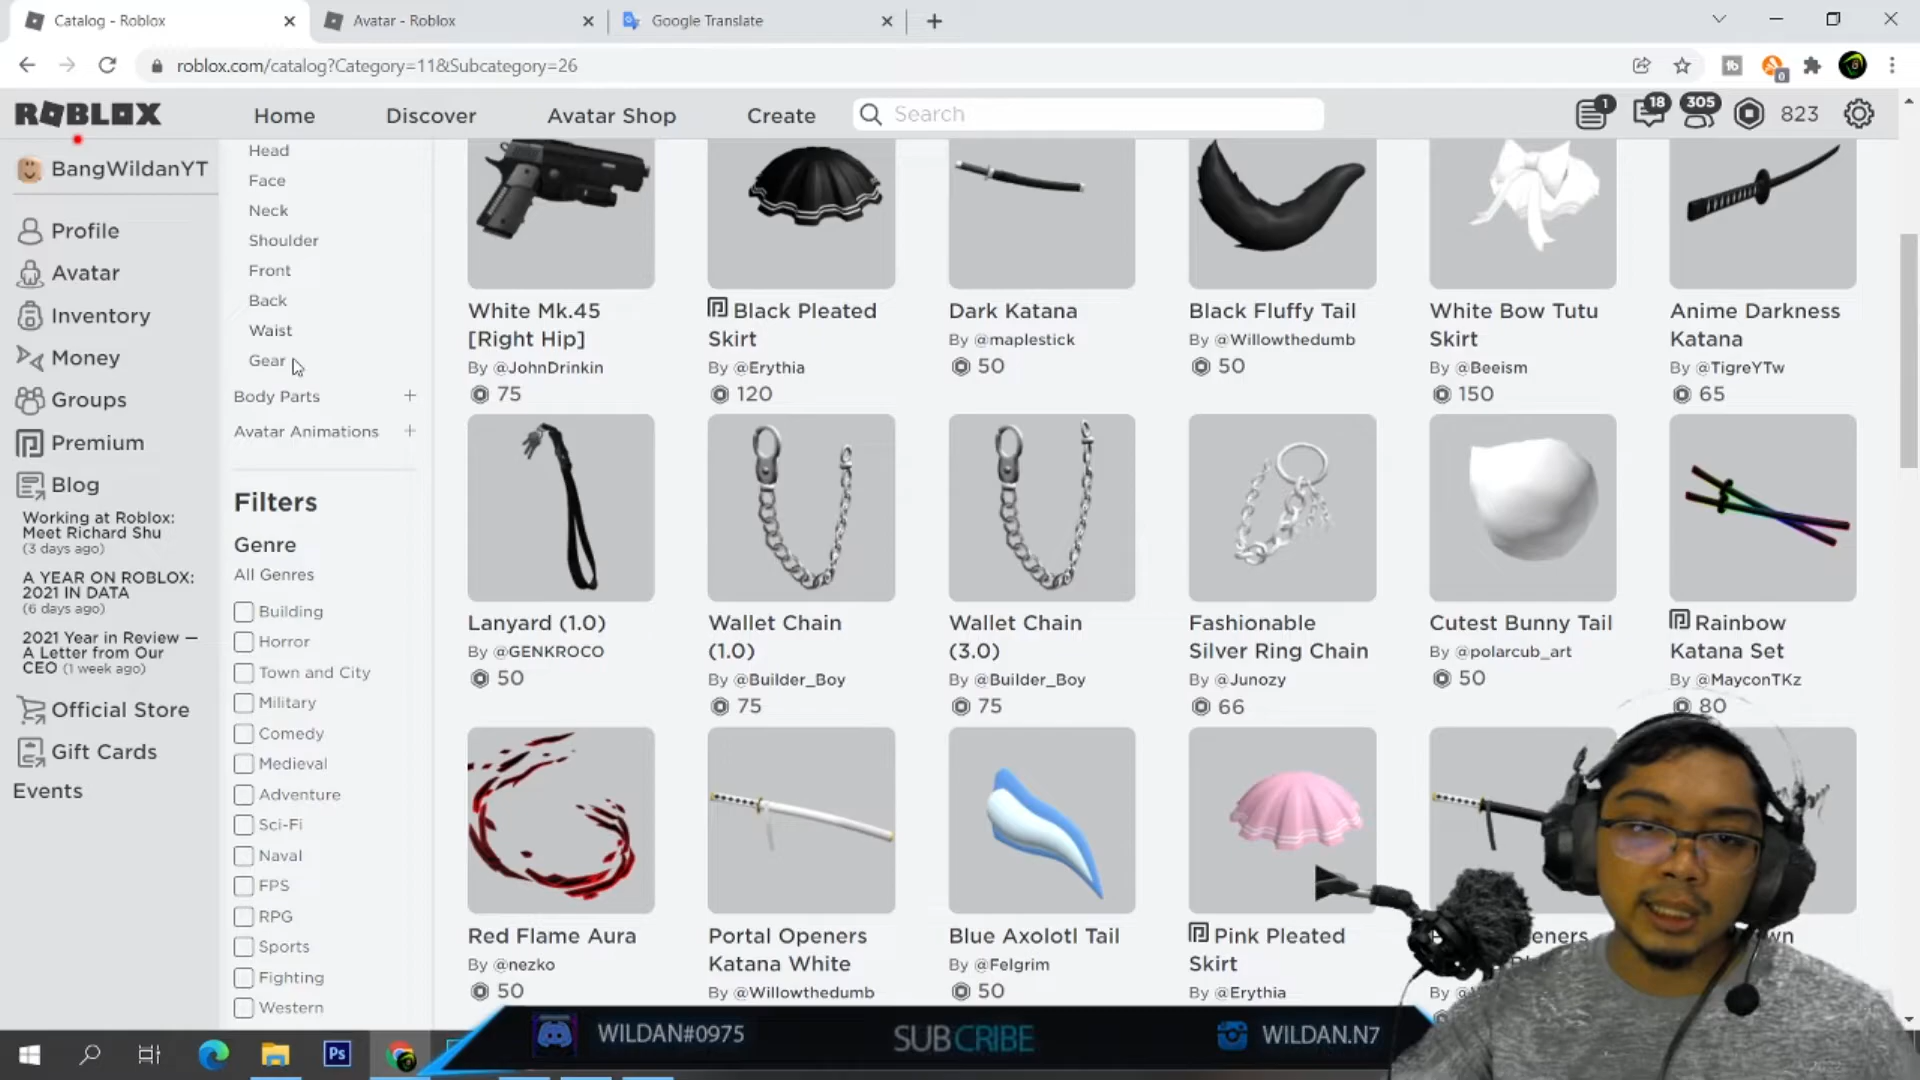 Catalog - Roblox
Avatar - Roblox
Google Translate
roblox.com/catalog?Category=11&Subcategory=26
0
ROBLOX
Home
Discover
Avatar Shop
Create
Search
1
18
305
823
BangWildanYT
Profile
Avatar
Inventory
Money
Groups
Premium
Blog
Working at Roblox:
Meet Richard Shu
(3 days ago)
A YEAR ON ROBLOX:
2021 IN DATA
(6 days ago)
2021 Year in Review —
A Letter from Our
CEO (1 week ago)
Official Store
Gift Cards
Events
Head
Face
Neck
Shoulder
Front
Back
Waist
Gear
Body Parts +
Avatar Animations +
Filters
Genre
All Genres
Building
Horror
Town and City
Military
Comedy
Medieval
Adventure
Sci-Fi
Naval
FPS
RPG
Sports
Fighting
Western
White Mk.45
[Right Hip]
By @JohnDrinkin
75
Black Pleated
Skirt
By @Erythia
120
Dark Katana
By @maplestick
50
Black Fluffy Tail
By @Willowthedumb
50
White Bow Tutu
Skirt
By @Beeism
150
Anime Darkness
Katana
By @TigreYTw
65
Lanyard (1.0)
By @GENKROCO
50
Wallet Chain
(1.0)
By @Builder_Boy
75
Wallet Chain
(3.0)
By @Builder_Boy
75
Fashionable
Silver Ring Chain
By @Junozy
66
Cutest Bunny Tail
By @polarcub_art
50
Rainbow
Katana Set
By @MayconTKz
80
Red Flame Aura
By @nezko
50
Portal Openers
Katana White
By @Willowthedumb
Blue Axolotl Tail
By @Felgrim
50
Pink Pleated
Skirt
By @Erythia
By
WILDAN#0975
SUBCRIBE
WILDAN.N7
Ps